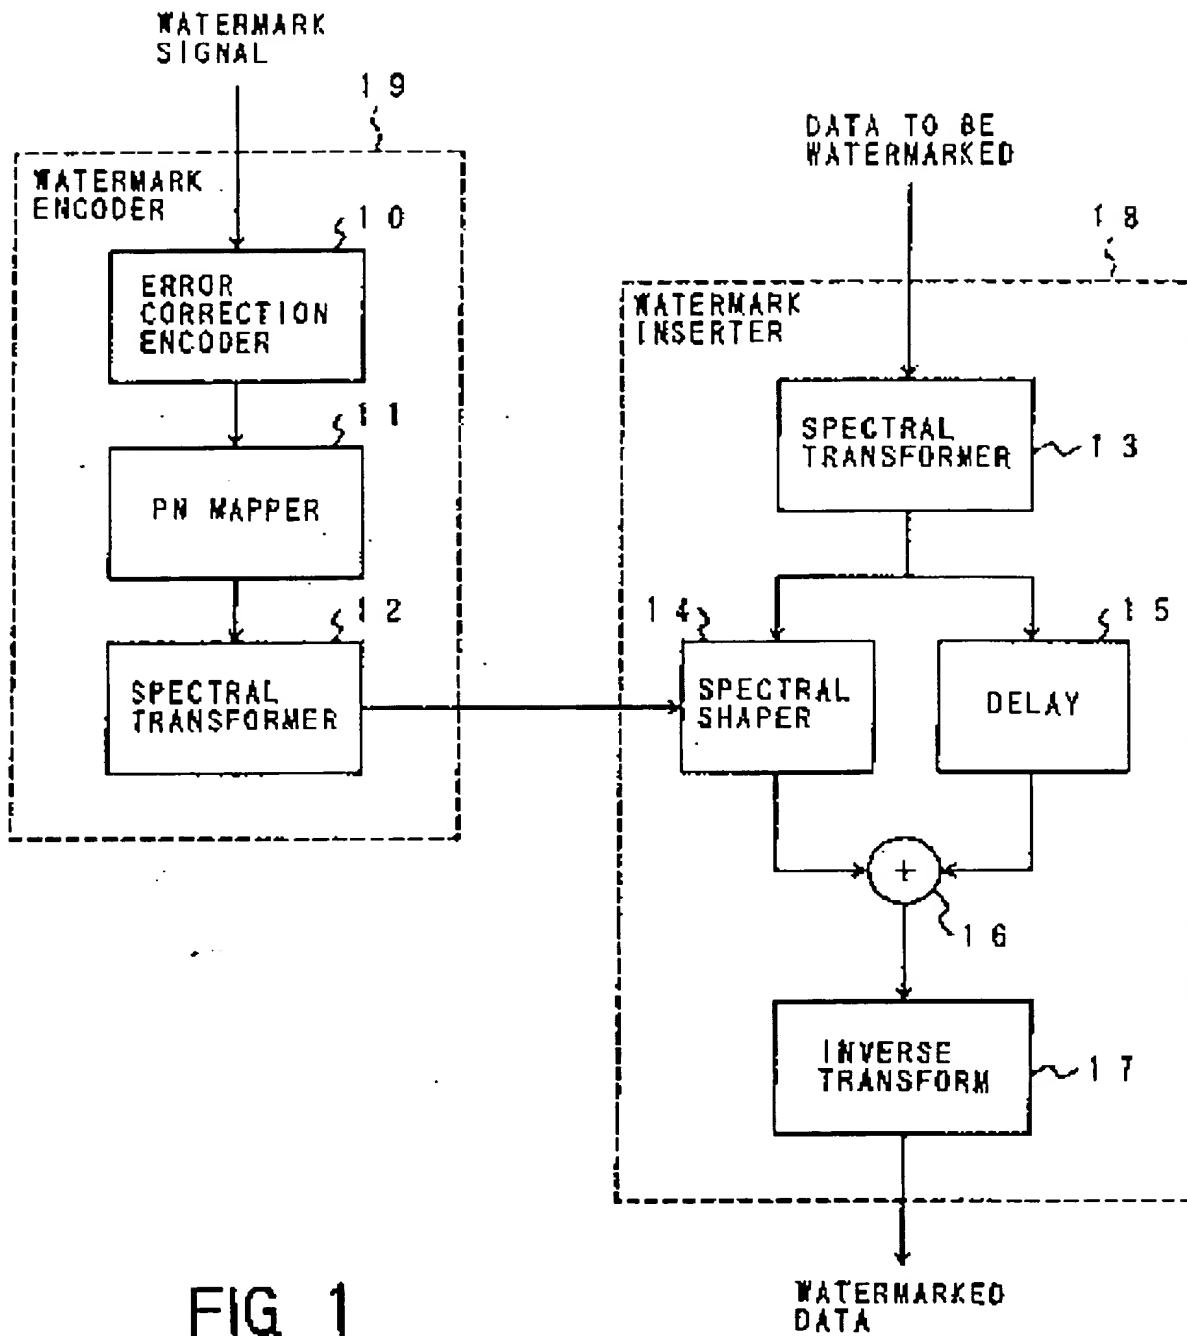 WATERMARK
SIGNAL
19
WATERMARK
ENCODER
10
ERROR
CORRECTION
ENCODER
11
PN MAPPER
12
SPECTRAL
TRANSFORMER
DATA TO BE
WATERMARKED
18
WATERMARK
INSERTER
SPECTRAL
TRANSFORMER
13
14
SPECTRAL
SHAPER
15
DELAY
+
16
INVERSE
TRANSFORM
17
WATERMARKED
DATA
FIG 1